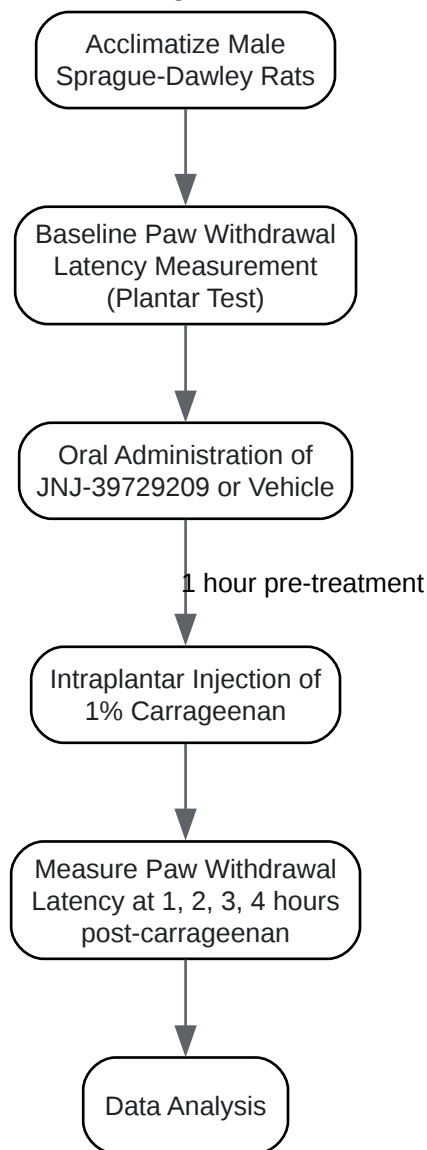 Acclimatize Male
Sprague-Dawley Rats
Baseline Paw Withdrawal
Latency Measurement
(Plantar Test)
Oral Administration of
JNJ-39729209 or Vehicle
1 hour pre-treatment
Intraplantar Injection of
1% Carrageenan
Measure Paw Withdrawal
Latency at 1, 2, 3, 4 hours
post-carrageenan
Data Analysis